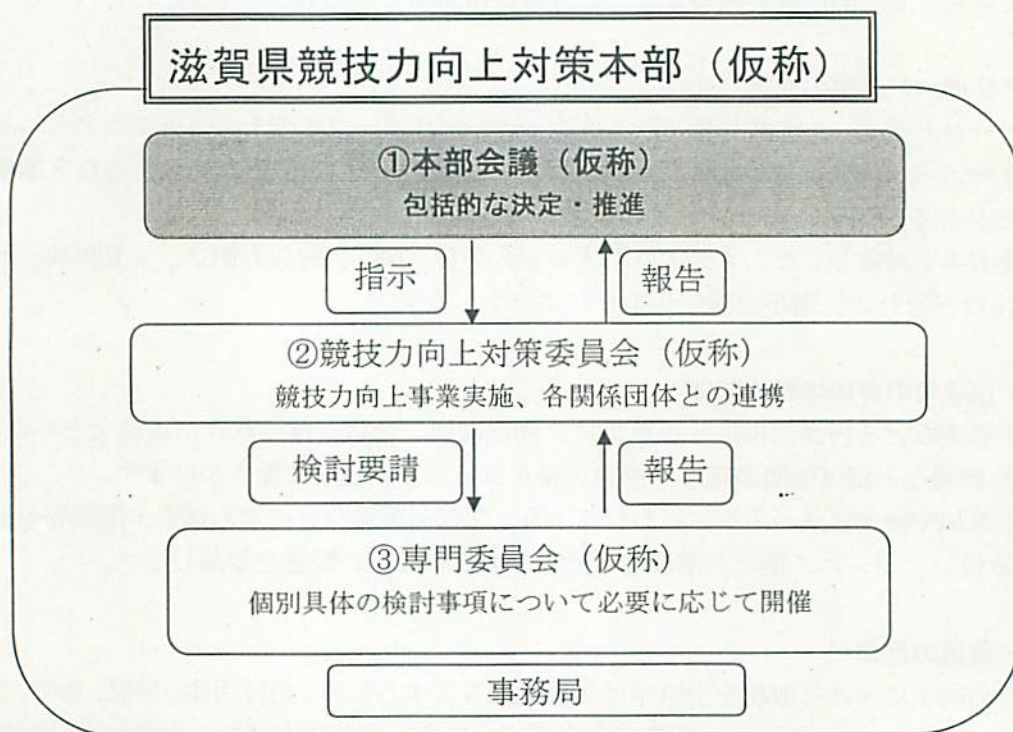 滋賀県競技力向上対策本部（仮称）
①本部会議（仮称）
包括的な決定・推進
指示
報告
②競技力向上対策委員会（仮称）
競技力向上事業実施、各関係団体との連携
検討要請
報告
③専門委員会（仮称）
個別具体の検討事項について必要に応じて開催
事務局